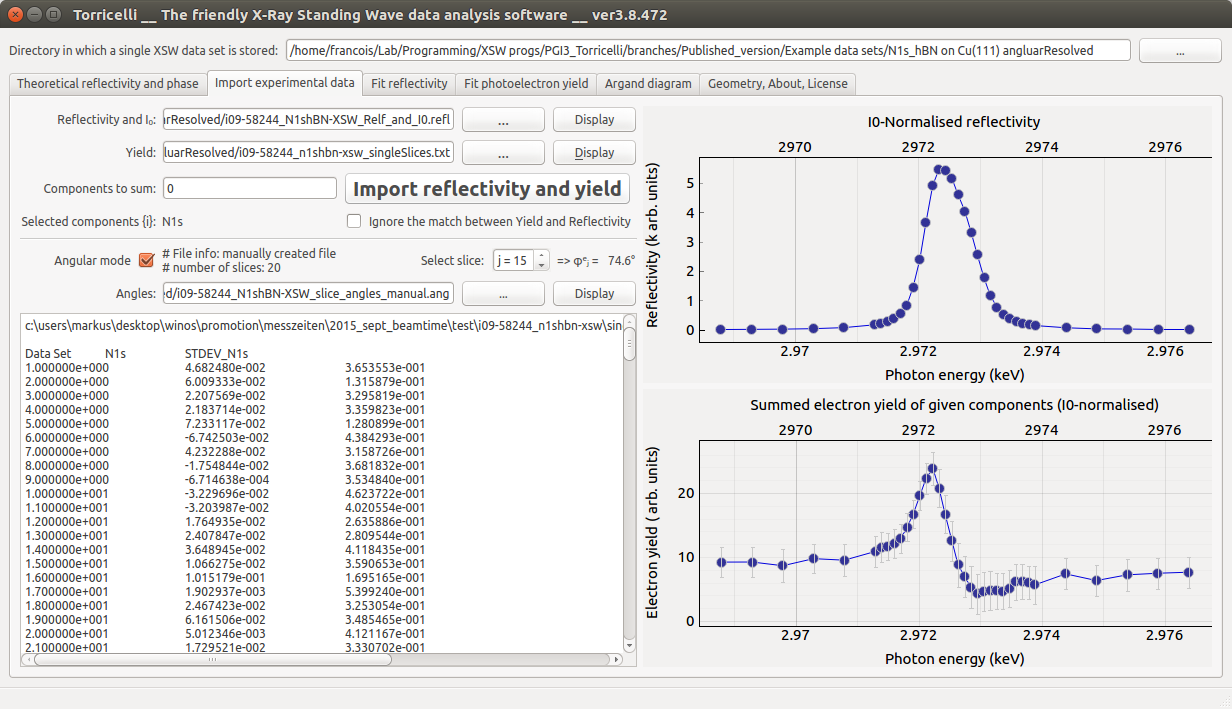 Torricelli __ The friendly X-Ray Standing Wave data analysis software __ ver3.8.472
Directory in which a single XSW data set is stored: /home/francois/Lab/Programming/XSW progs/PGI3_Torricelli/branches/Published_version/Example data sets/N1s_hBN on Cu(111) angluarResolved ...
Theoretical reflectivity and phase Import experimental data Fit reflectivity Fit photoelectron yield Argand diagram Geometry, About, License
Reflectivity and I₀: ırResolved/i09-58244_N1shBN-XSW_Relf_and_I0.refl ... Display
Yield: luarResolved/i09-58244_n1shbn-xsw_singleSlices.txt ... Display
Components to sum: 0 Import reflectivity and yield
Selected components {i}: N1s Ignore the match between Yield and Reflectivity
Angular mode # File info: manually created file
# number of slices: 20
Select slice: j = 15 => φᵉⱼ = 74.6°
Angles: ed/i09-58244_N1shBN-XSW_slice_angles_manual.ang ... Display
c:\users\markus\desktop\winos\promotion\messzeiten\2015_sept_beamtime\test\i09-58244_n1shbn-xsw\sin
Data Set N1s STDEV_N1s
1.000000e+000 4.682480e-002 3.653553e-001
2.000000e+000 6.009333e-002 1.315879e-001
3.000000e+000 2.207569e-002 3.295819e-001
4.000000e+000 2.183714e-002 3.359823e-001
5.000000e+000 7.233117e-002 1.280899e-001
6.000000e+000 -6.742503e-002 4.384293e-001
7.000000e+000 4.232288e-002 3.158726e-001
8.000000e+000 -1.754844e-002 3.681832e-001
9.000000e+000 -6.714638e-004 3.534840e-001
1.000000e+001 -3.229696e-002 4.623722e-001
1.100000e+001 -3.203987e-002 4.020554e-001
1.200000e+001 1.764935e-002 2.635886e-001
1.300000e+001 2.407847e-002 2.809544e-001
1.400000e+001 3.648945e-002 4.118435e-001
1.500000e+001 1.066275e-002 3.590653e-001
1.600000e+001 1.015179e-001 1.695165e-001
1.700000e+001 1.902937e-003 5.399240e-001
1.800000e+001 2.467423e-002 3.253054e-001
1.900000e+001 6.161506e-002 3.485465e-001
2.000000e+001 5.012346e-003 4.121167e-001
2.100000e+001 1.729521e-002 3.330702e-001
I0-Normalised reflectivity
2970 2972 2974 2976
Reflectivity (k arb. units)
5
4
3
2
1
0
2.97 2.972 2.974 2.976
Photon energy (keV)
Summed electron yield of given components (I0-normalised)
2970 2972 2974 2976
Electron yield ( arb. units)
20
10
0
2.97 2.972 2.974 2.976
Photon energy (keV)